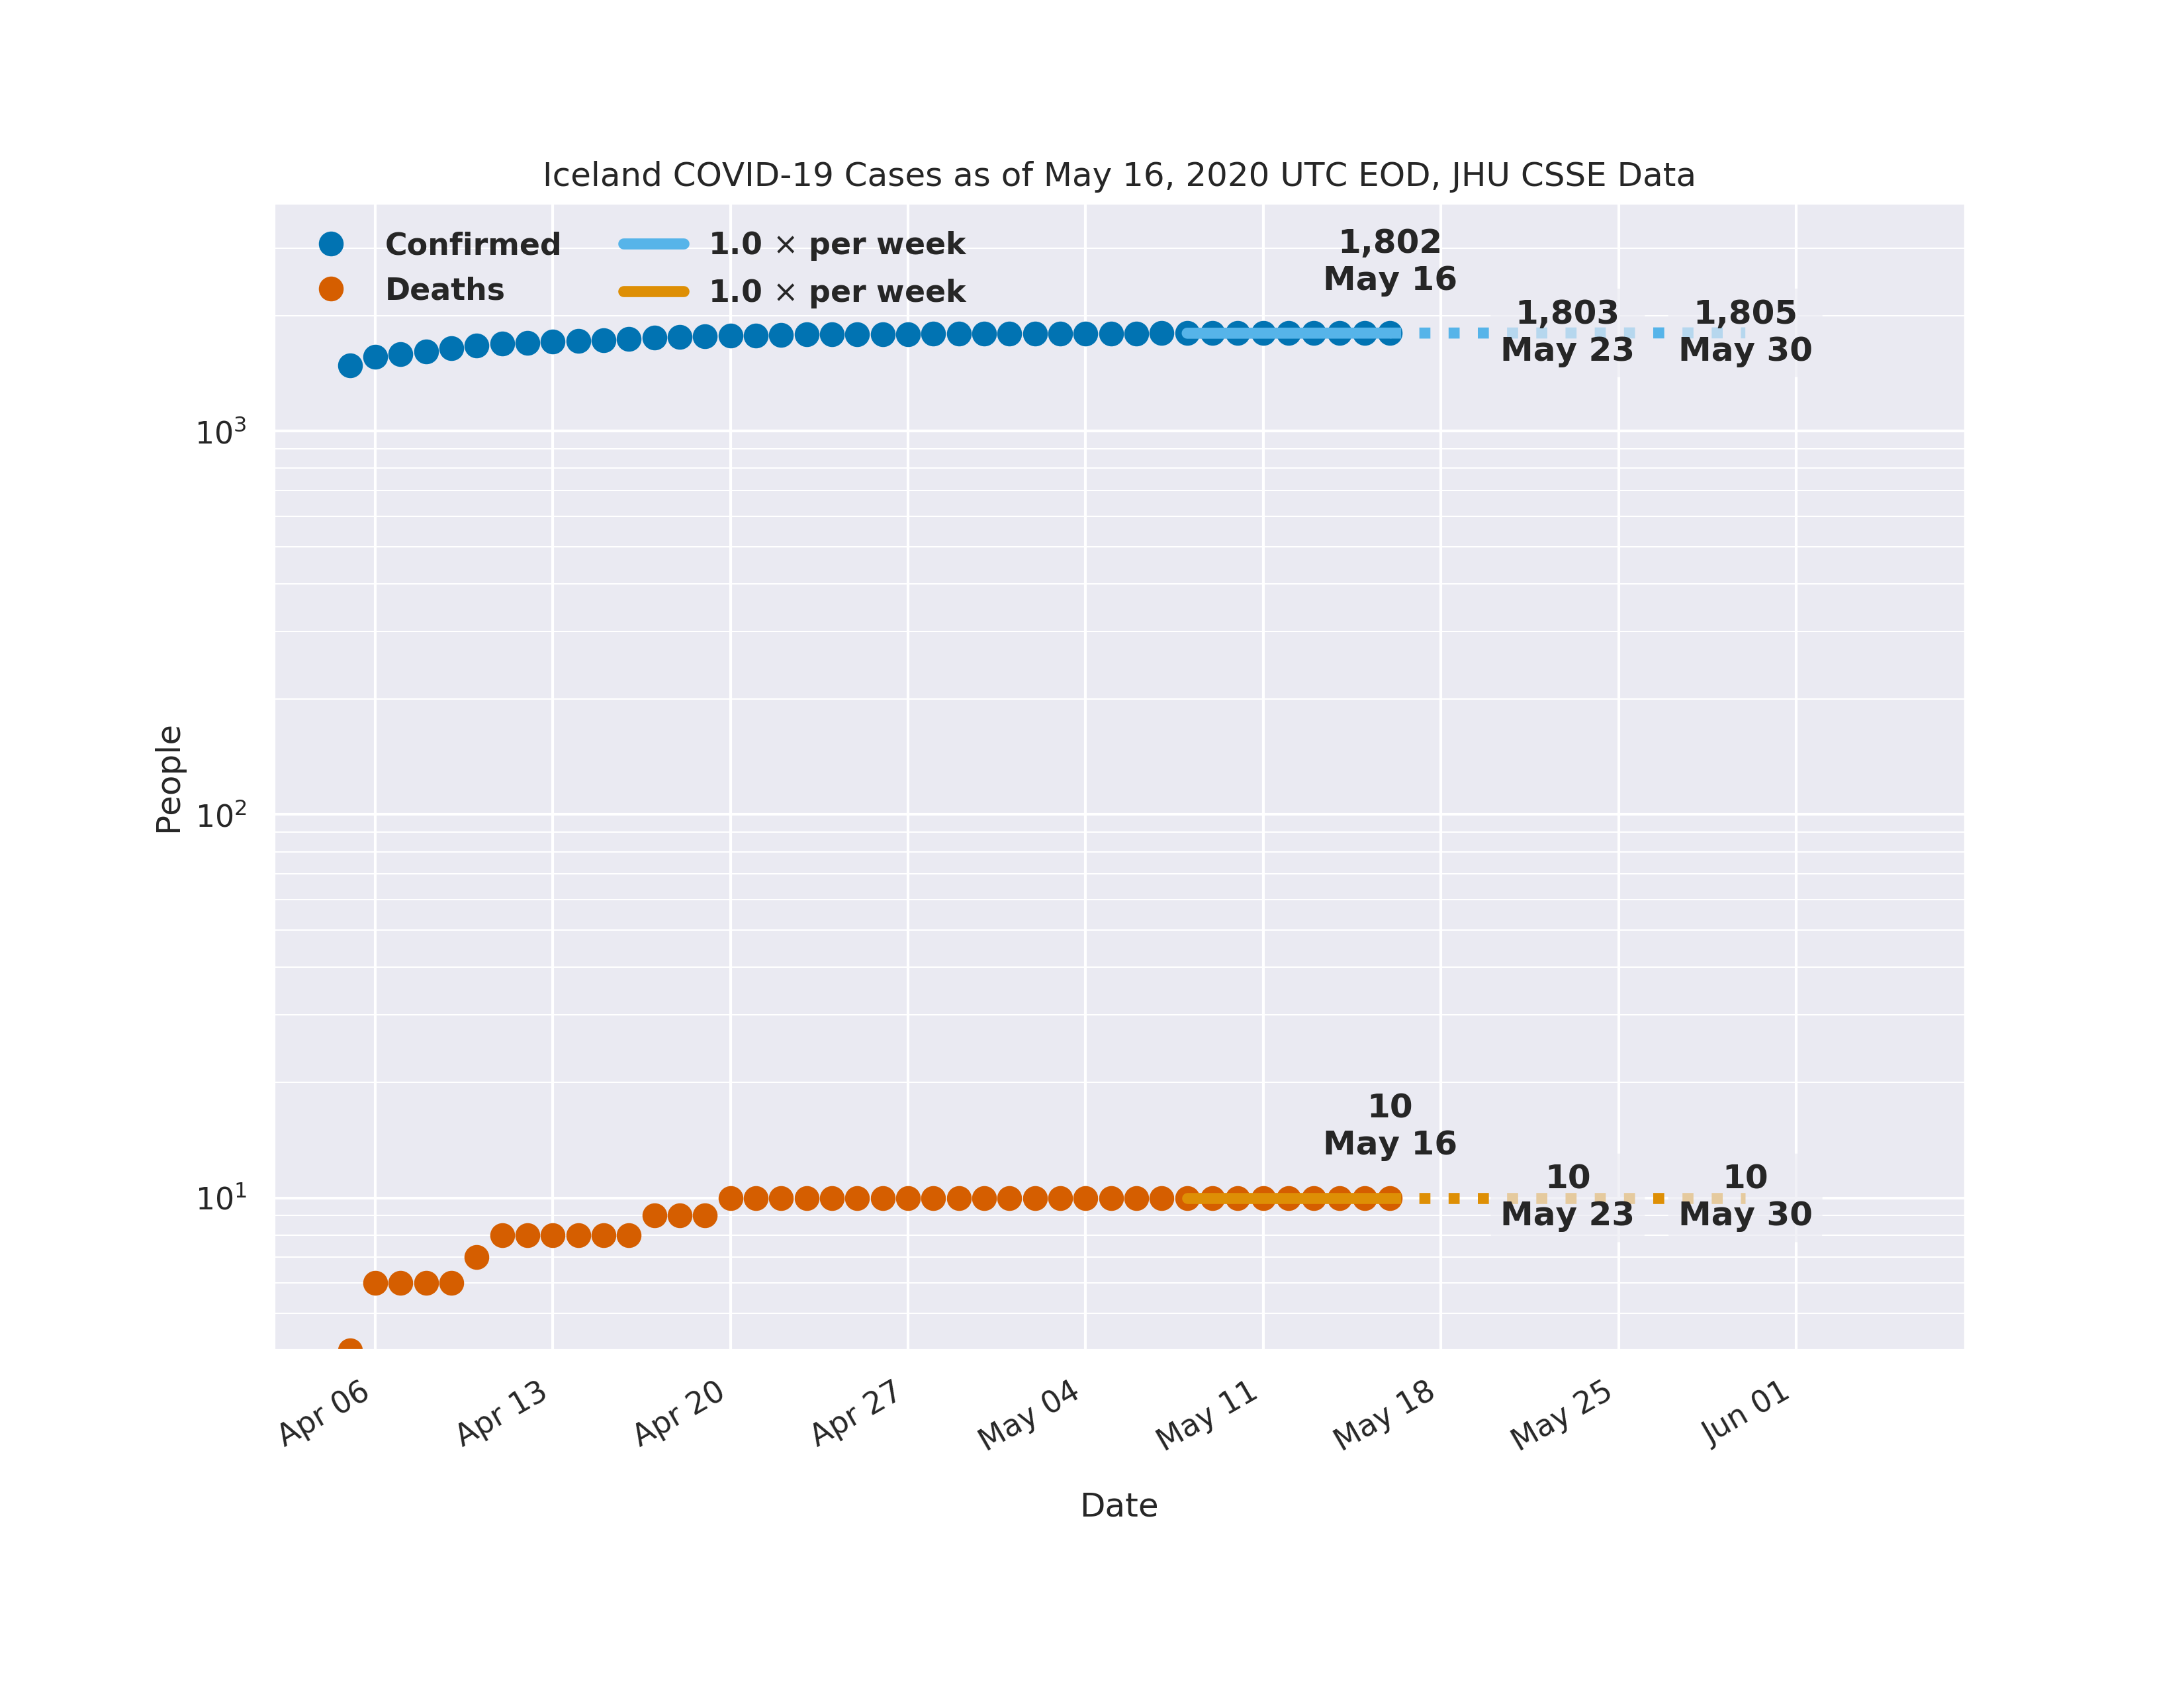 Iceland COVID-19 Cases as of May 16, 2020 UTC EOD, JHU CSSE Data
Confirmed
Deaths
1.0 × per week
1.0 × per week
1,802
May 16
1,803
May 23
1,805
May 30
10³
10²
10¹
People
10
May 16
10
May 23
10
May 30
Apr 06
Apr 13
Apr 20
Apr 27
May 04
May 11
May 18
May 25
Jun 01
Date